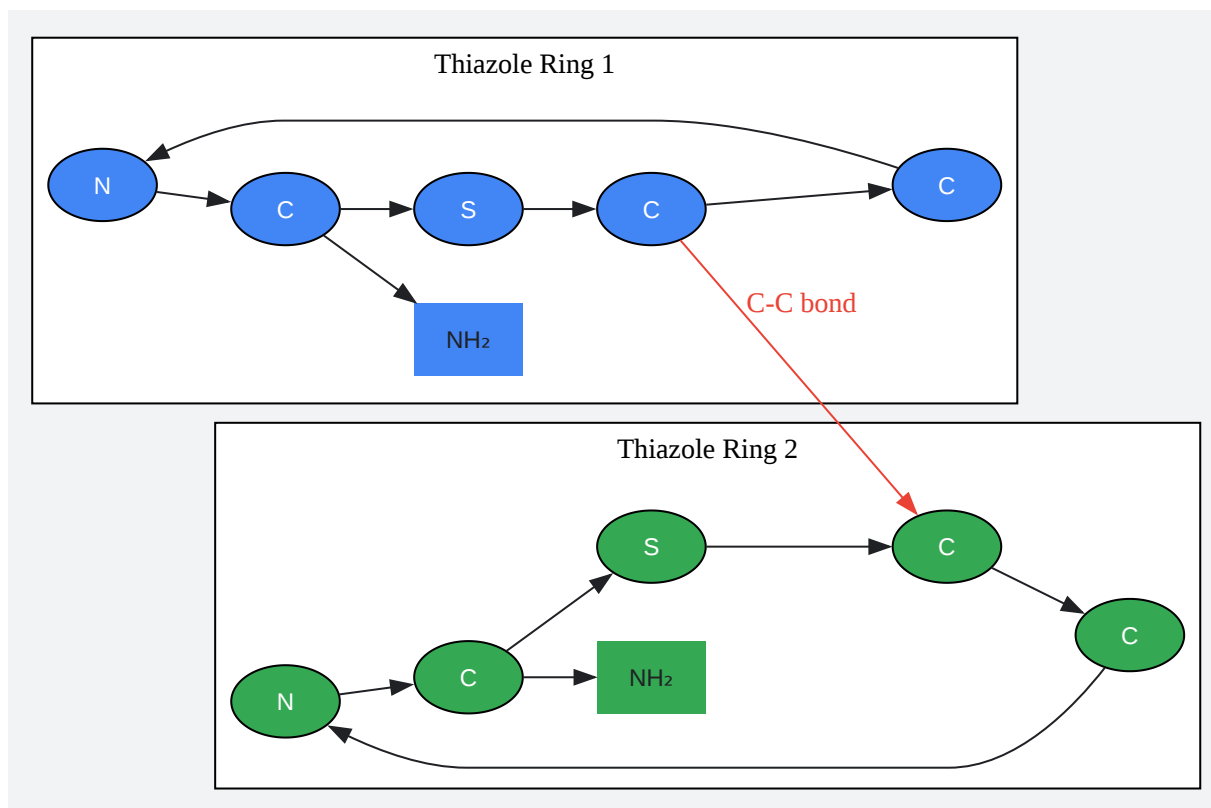 Thiazole Ring 1
N
C
S
C
C
NH₂
C-C bond
Thiazole Ring 2
S
C
C
C
NH₂
N